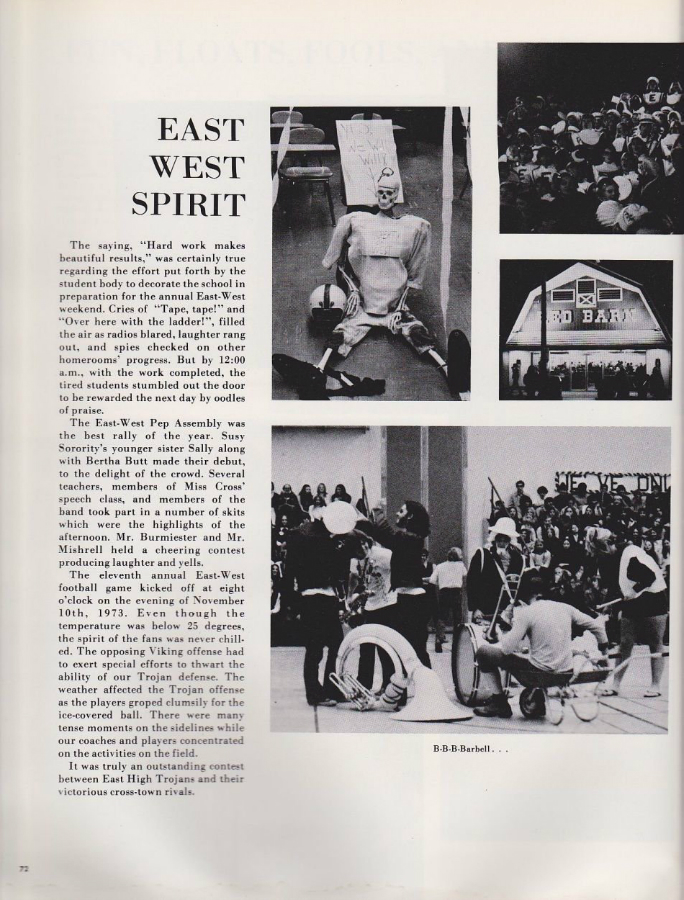 EAST
WEST
SPIRIT
The saying, "Hard work makes
beautiful results," was certainly true
regarding the effort put forth by the
student body to decorate the school in
preparation for the annual East-West
weekend. Cries of "Tape, tape!" and
"Over here with the ladder!", filled
the air as radios blared, laughter rang
out, and spies checked on other
homerooms' progress. But by 12:00
a.m., with the work completed, the
tired students stumbled out the door
to be rewarded the next day by oodles
of praise.
The East-West Pep Assembly was
the best rally of the year. Susy
Sorority's younger sister Sally along
with Bertha Butt made their debut,
to the delight of the crowd. Several
teachers, members of Miss Cross'
speech class, and members of the
band took part in a number of skits
which were the highlights of the
afternoon. Mr. Burmiester and Mr.
Mishrell held a cheering contest
producing laughter and yells.
The eleventh annual East-West
football game kicked off at eight
o'clock on the evening of November
10th, 1973. Even though the
temperature was below 25 degrees,
the spirit of the fans was never chill-
ed. The opposing Viking offense had
to exert special efforts to thwart the
ability of our Trojan defense. The
weather affected the Trojan offense
as the players groped clumsily for the
ice-covered ball. There were many
tense moments on the sidelines while
our coaches and players concentrated
on the activities on the field.
It was truly an outstanding contest
between East High Trojans and their
victorious cross-town rivals.
E
ED BARN
WE'VE ONL
B-B-B-Barbell . . .
72